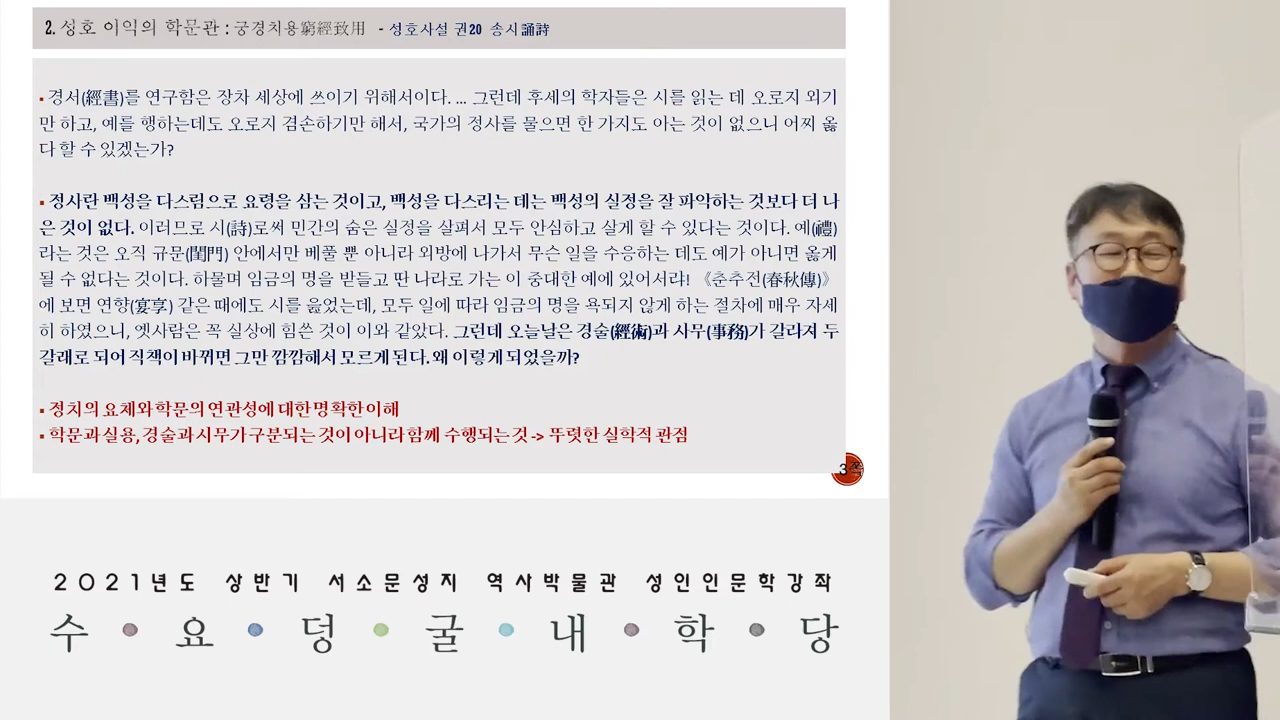 2. 성호 이익의 학문관 : 궁경치용窮經致用 - 성호사설 권20 송시誦詩
▪ 경서(經書)를 연구함은 장차 세상에 쓰이기 위해서이다. ... 그런데 후세의 학자들은 시를 읽는 데 오로지 외기
만 하고, 예를 행하는데도 오로지 겸손하기만 해서, 국가의 정사를 물으면 한 가지도 아는 것이 없으니 어찌 옳
다 할 수 있겠는가?
▪ 정사란 백성을 다스림으로 요령을 삼는 것이고, 백성을 다스리는 데는 백성의 실정을 잘 파악하는 것보다 더 나
은 것이 없다. 이러므로 시(詩)로써 민간의 숨은 실정을 살펴서 모두 안심하고 살게 할 수 있다는 것이다. 예(禮)
라는 것은 오직 규문(閨門) 안에서만 베풀 뿐 아니라 외방에 나가서 무슨 일을 수응하는 데도 예가 아니면 옳게
될 수 없다는 것이다. 하물며 임금의 명을 받들고 딴 나라로 가는 이 중대한 예에 있어서랴! 《춘추전(春秋傳)》
에 보면 연향(宴享) 같은 때에도 시를 읊었는데, 모두 일에 따라 임금의 명을 욕되지 않게 하는 절차에 매우 자세
히 하였으니, 옛사람은 꼭 실상에 힘쓴 것이 이와 같았다. 그런데 오늘날은 경술(經術)과 사무(事務)가 갈라져 두
갈래로 되어 직책이 바뀌면 그만 깜깜해서 모르게 된다. 왜 이렇게 되었을까?
▪ 정치의 요체와 학문의 연관성에 대한 명확한 이해
▪ 학문과 실용, 경술과 시무가 구분되는 것이 아니라 함께 수행되는 것 -> 뚜렷한 실학적 관점
3쪽
2021년도 상반기 서소문성지 역사박물관 성인인문학강좌
수•요•덩•굴•내•학•당